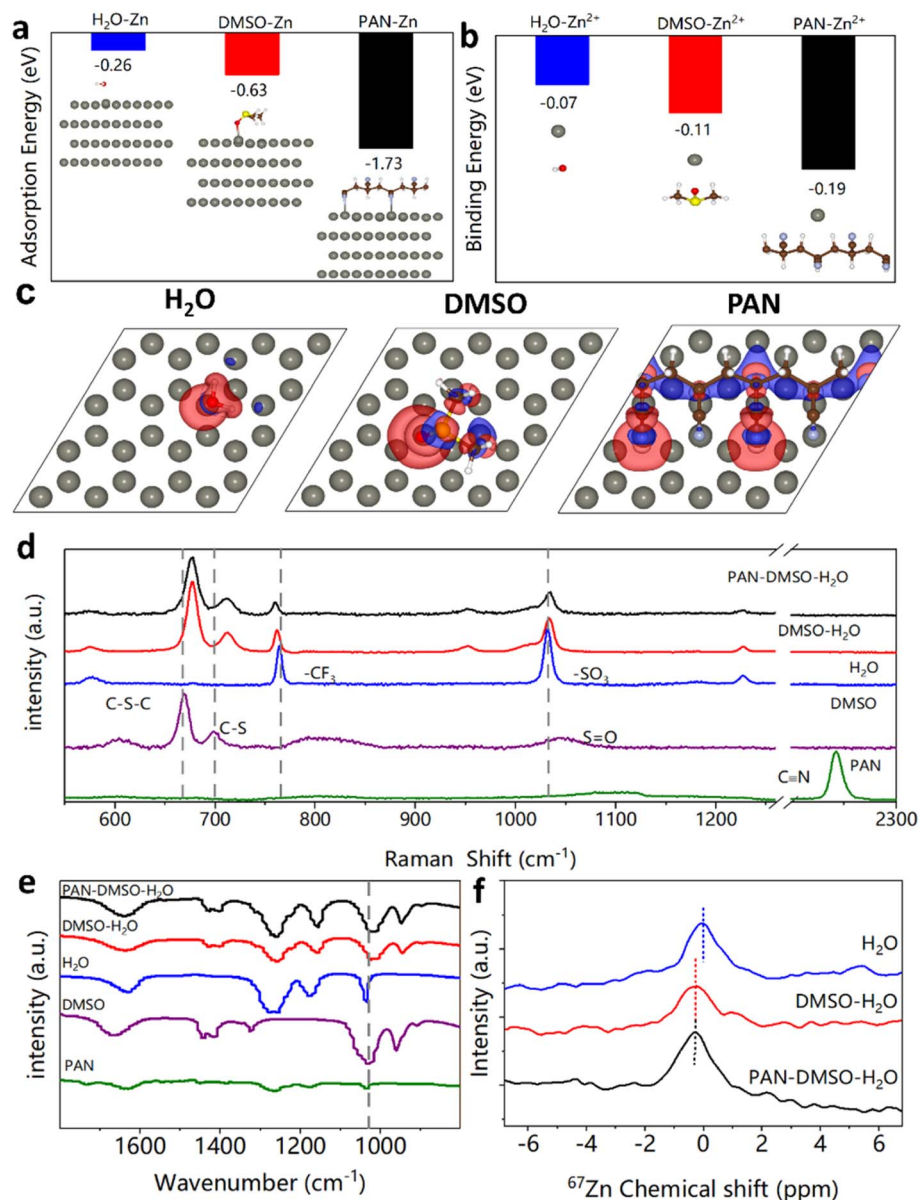 a
H₂O-Zn DMSO-Zn PAN-Zn
Adsorption Energy (eV)
-0.26
-0.63
-1.73
b
H₂O-Zn²⁺ DMSO-Zn²⁺ PAN-Zn²⁺
Binding Energy (eV)
-0.07
-0.11
-0.19
c
H₂O DMSO PAN
d
intensity (a.u.)
PAN-DMSO-H₂O
DMSO-H₂O
H₂O
-CF₃ -SO₃
DMSO
C-S-C
C-S
S=O
PAN
C≡N
600 700 800 900 1000 1100 1200 2300
Raman Shift (cm⁻¹)
e
intensity (a.u.)
PAN-DMSO-H₂O
DMSO-H₂O
H₂O
DMSO
PAN
1600 1400 1200 1000
Wavenumber (cm⁻¹)
f
Intensity (a.u.)
H₂O
DMSO-H₂O
PAN-DMSO-H₂O
-6 -4 -2 0 2 4 6
⁶⁷Zn Chemical shift (ppm)